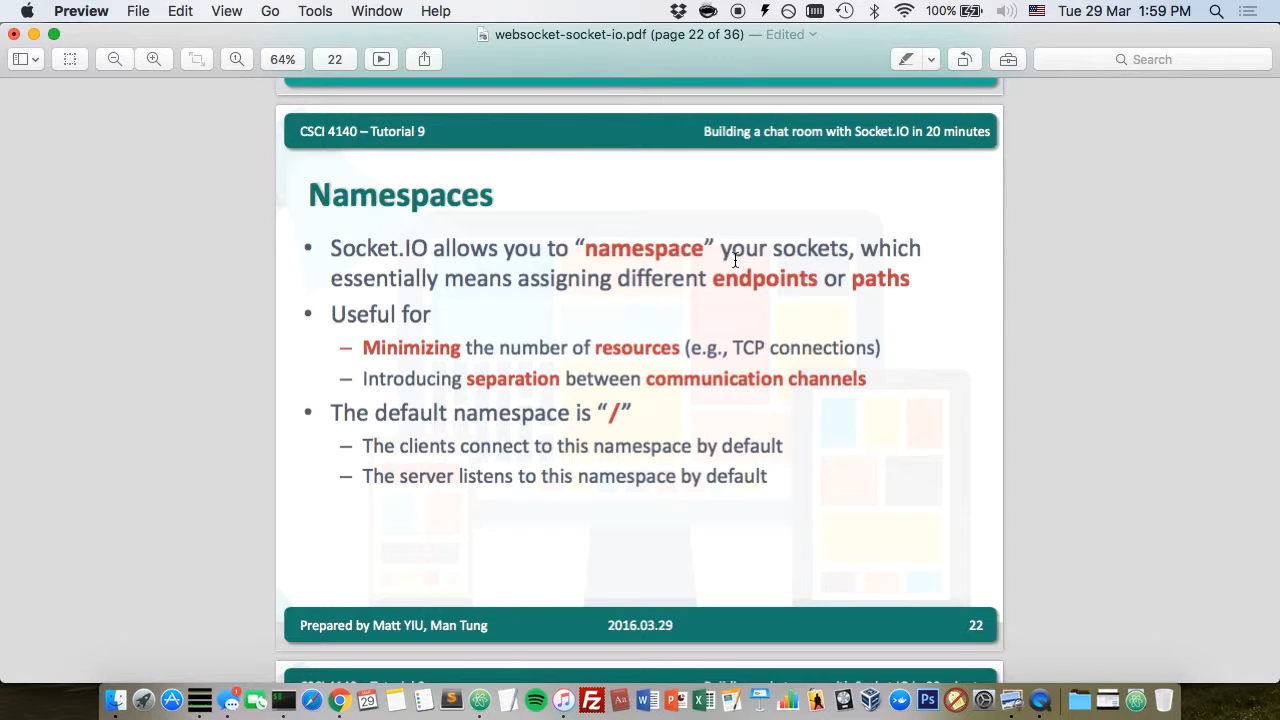 Preview File Edit View Go Tools Window Help 100% Tue 29 Mar 1:59 PM
websocket-socket-io.pdf (page 22 of 36) — Edited
64% 22 Search
CSCI 4140 – Tutorial 9 Building a chat room with Socket.IO in 20 minutes
Namespaces
• Socket.IO allows you to “namespace” your sockets, which
essentially means assigning different endpoints or paths
• Useful for
– Minimizing the number of resources (e.g., TCP connections)
– Introducing separation between communication channels
• The default namespace is “/”
– The clients connect to this namespace by default
– The server listens to this namespace by default
Prepared by Matt YIU, Man Tung 2016.03.29 22